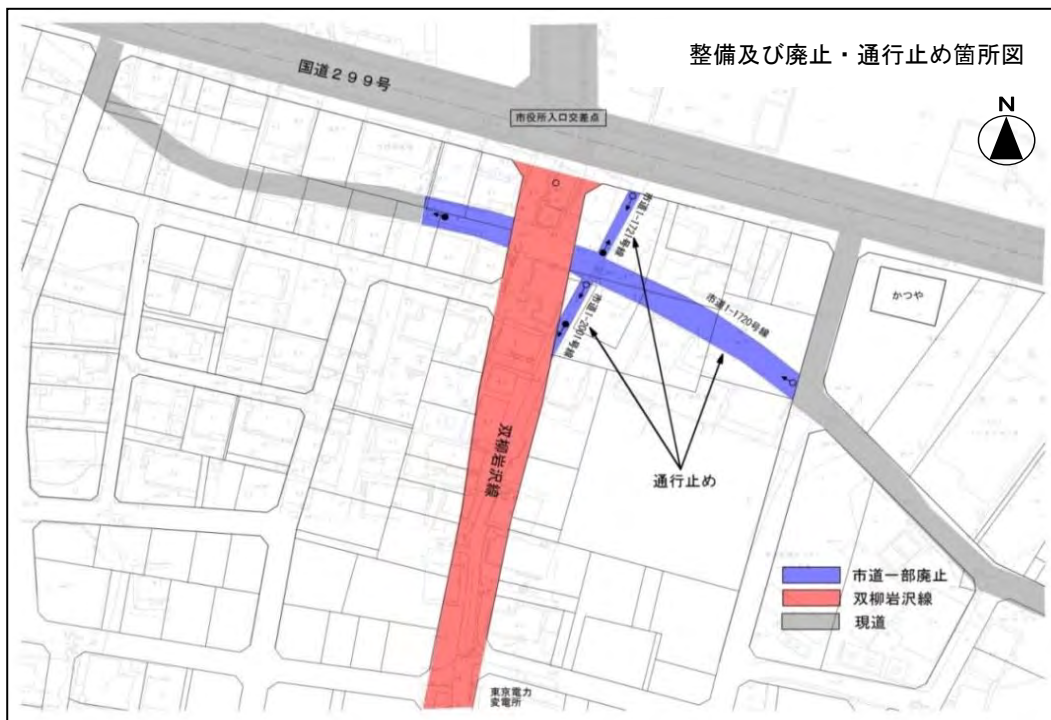 整備及び廃止・通行止め箇所図
N
国道299号
市役所入口交差点
市道1-1721号線
市道1-1720号線
市道1-2001号線
かつや
双柳岩沢線
通行止め
市道一部廃止
双柳岩沢線
現道
東京電力
変電所